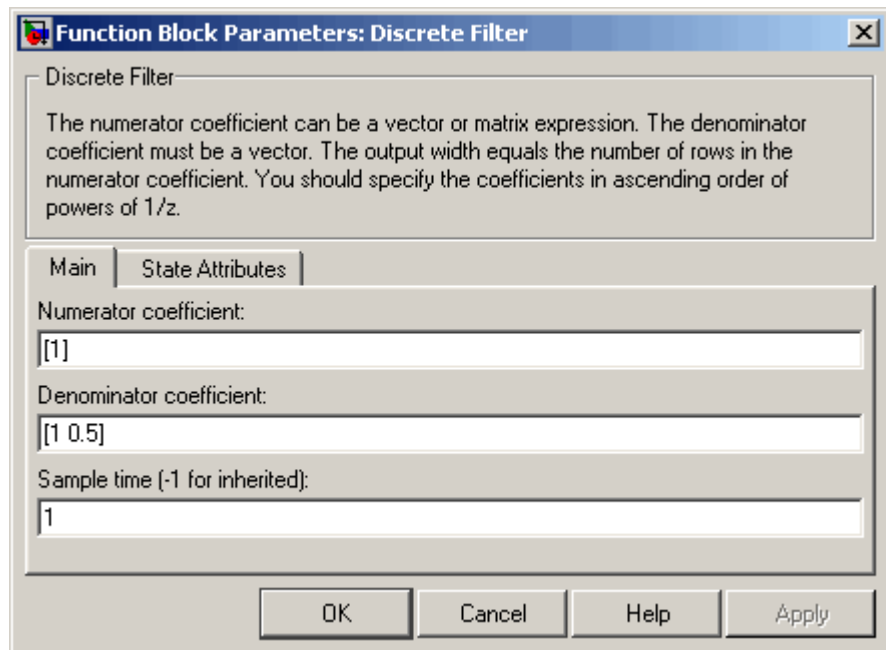 Function Block Parameters: Discrete Filter
Discrete Filter
The numerator coefficient can be a vector or matrix expression. The denominator
coefficient must be a vector. The output width equals the number of rows in the
numerator coefficient. You should specify the coefficients in ascending order of
powers of 1/z.
Main State Attributes
Numerator coefficient:
[1]
Denominator coefficient:
[1 0.5]
Sample time (-1 for inherited):
1
OK Cancel Help Apply